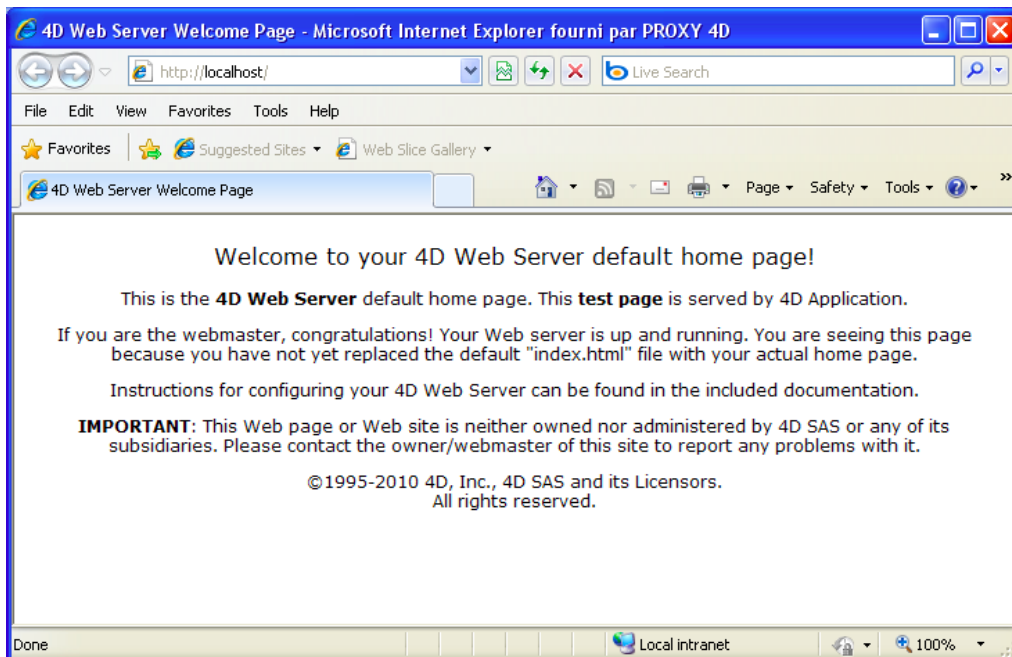 4D Web Server Welcome Page - Microsoft Internet Explorer fourni par PROXY 4D
http://localhost/
Live Search
File Edit View Favorites Tools Help
Favorites Suggested Sites Web Slice Gallery
4D Web Server Welcome Page Page Safety Tools
Welcome to your 4D Web Server default home page!
This is the 4D Web Server default home page. This test page is served by 4D Application.
If you are the webmaster, congratulations! Your Web server is up and running. You are seeing this page
because you have not yet replaced the default "index.html" file with your actual home page.
Instructions for configuring your 4D Web Server can be found in the included documentation.
IMPORTANT: This Web page or Web site is neither owned nor administered by 4D SAS or any of its
subsidiaries. Please contact the owner/webmaster of this site to report any problems with it.
©1995-2010 4D, Inc., 4D SAS and its Licensors.
All rights reserved.
Done Local intranet 100%